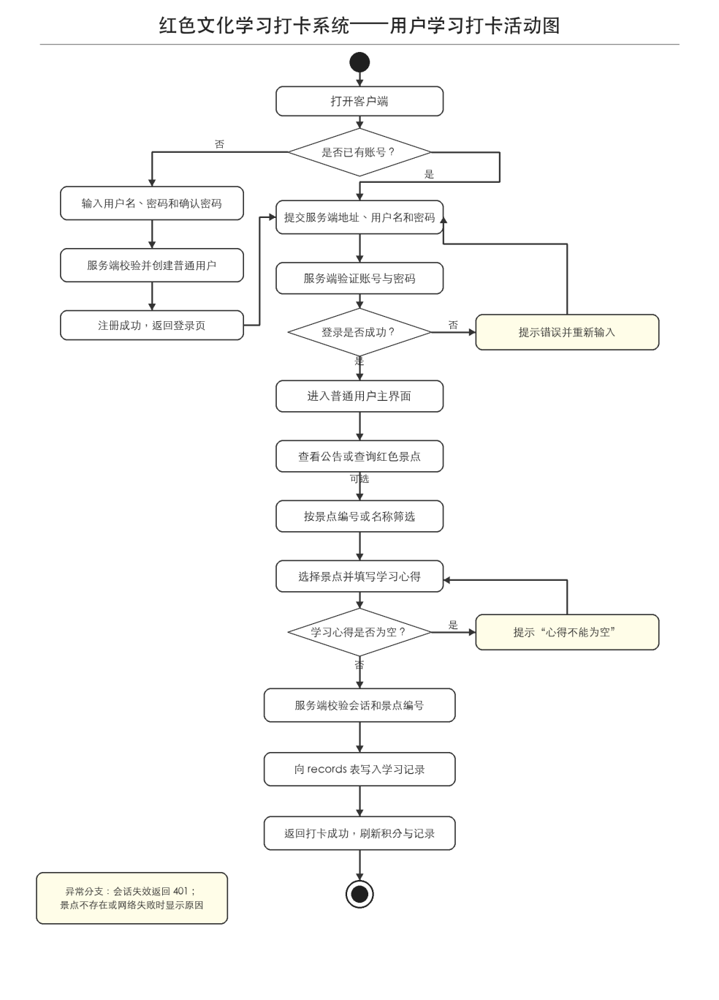 红色文化学习打卡系统——用户学习打卡活动图
打开客户端
是否已有账号？
否
是
输入用户名、密码和确认密码
提交服务端地址、用户名和密码
服务端校验并创建普通用户
服务端验证账号与密码
注册成功，返回登录页
登录是否成功？
否
提示错误并重新输入
是
进入普通用户主界面
查看公告或查询红色景点
可选
按景点编号或名称筛选
选择景点并填写学习心得
学习心得是否为空？
是
提示“心得不能为空”
否
服务端校验会话和景点编号
向 records 表写入学习记录
返回打卡成功，刷新积分与记录
异常分支：会话失效返回 401；
景点不存在或网络失败时显示原因